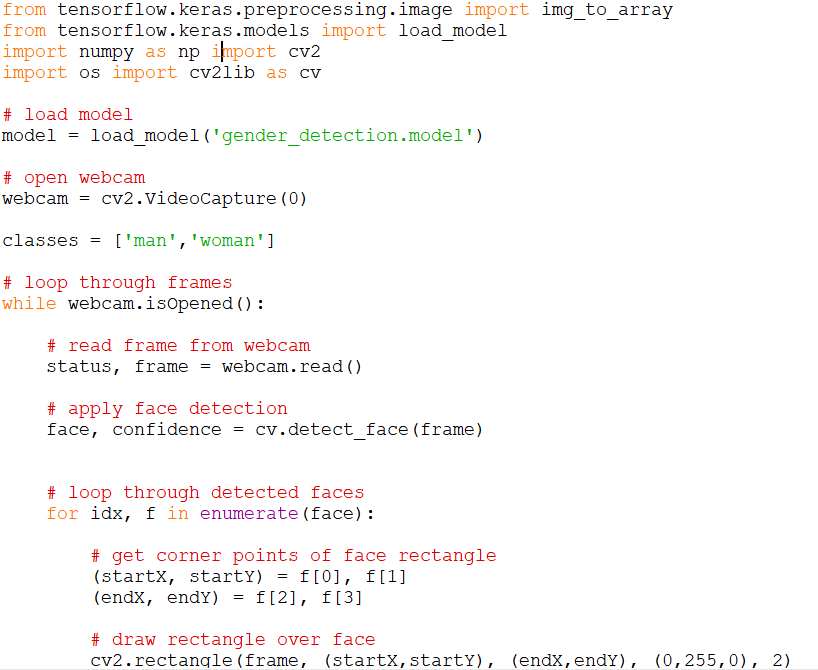 from tensorflow.keras.preprocessing.image import img_to_array
from tensorflow.keras.models import load_model
import numpy as np import cv2
import os import cv2lib as cv
# load model
model = load_model('gender_detection.model')
# open webcam
webcam = cv2.VideoCapture(0)
classes = ['man','woman']
# loop through frames
while webcam.isOpened():
    # read frame from webcam
    status, frame = webcam.read()
    # apply face detection
    face, confidence = cv.detect_face(frame)
    # loop through detected faces
    for idx, f in enumerate(face):
        # get corner points of face rectangle
        (startX, startY) = f[0], f[1]
        (endX, endY) = f[2], f[3]
        # draw rectangle over face
        cv2.rectangle(frame, (startX,startY), (endX,endY), (0,255,0), 2)